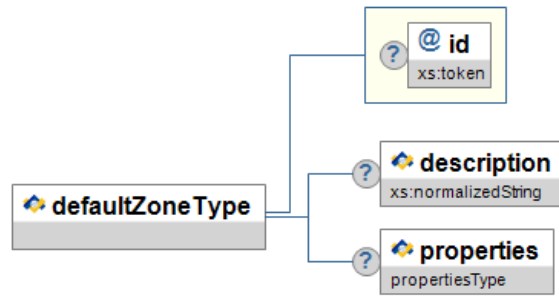 ? @ id
xs:token
? description
xs:normalizedString
defaultZoneType
? properties
propertiesType